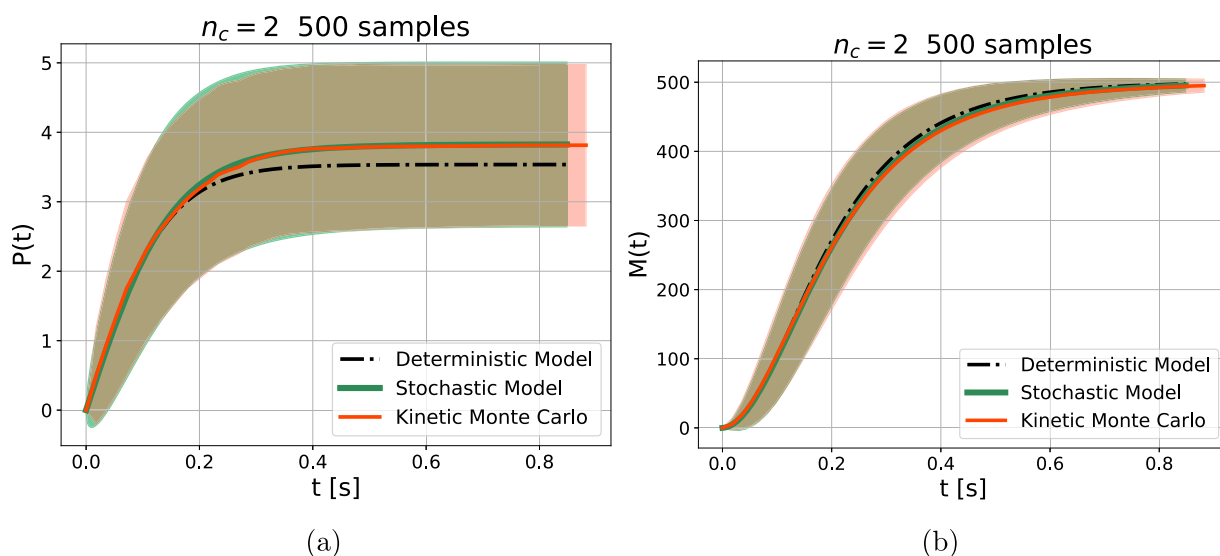 n_c = 2 500 samples
P(t)
5
4
3
2
1
0
0.0 0.2 0.4 0.6 0.8
t [s]
Deterministic Model
Stochastic Model
Kinetic Monte Carlo
(a)
n_c = 2 500 samples
M(t)
500
400
300
200
100
0
0.0 0.2 0.4 0.6 0.8
t [s]
Deterministic Model
Stochastic Model
Kinetic Monte Carlo
(b)